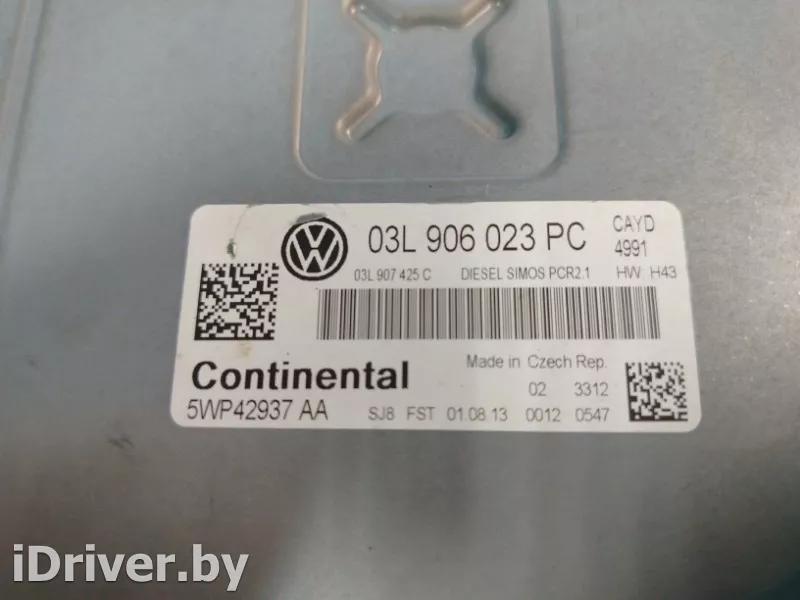 VW 03L 906 023 PC CAYD
4991
03L 907 425 C DIESEL SIMOS PCR2.1 HW H43
Continental Made in Czech Rep.
02 3312
5WP42937 AA SJ8 FST 01.08.13 0012 0547
iDriver.by